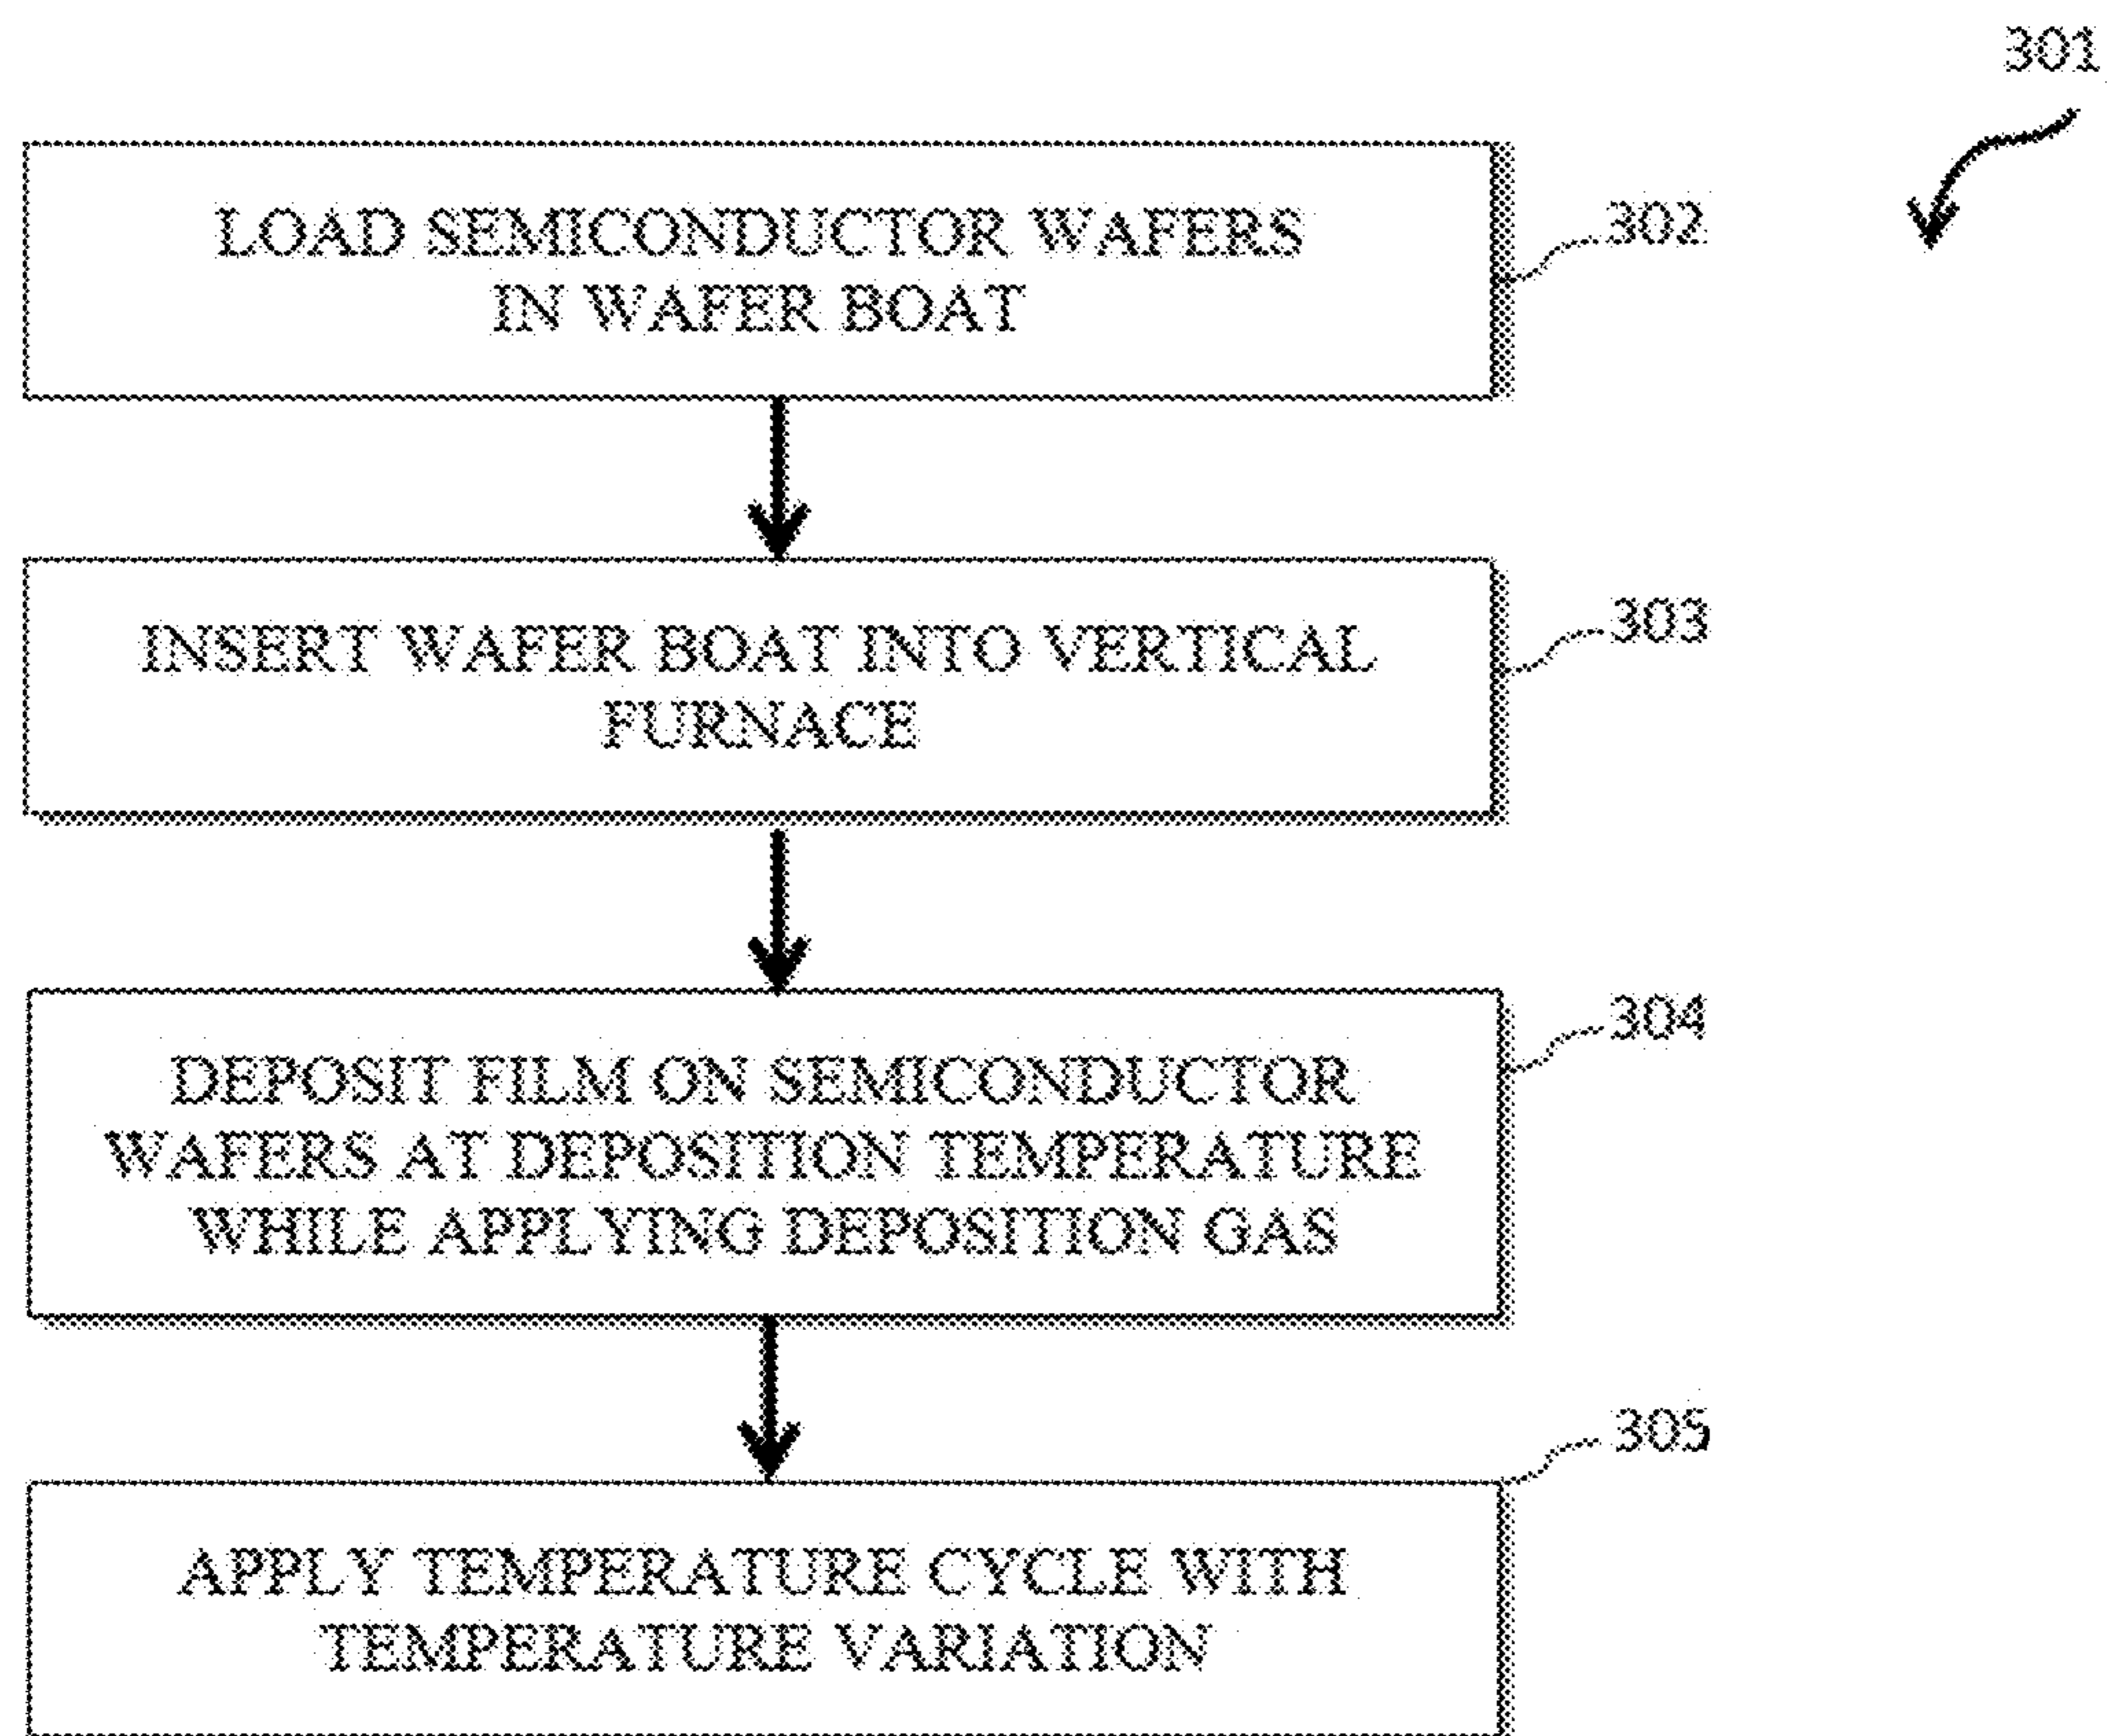 301
LOAD SEMICONDUCTOR WAFERS
IN WAFER BOAT
302
INSERT WAFER BOAT INTO VERTICAL
FURNACE
303
DEPOSIT FILM ON SEMICONDUCTOR
WAFERS AT DEPOSITION TEMPERATURE
WHILE APPLYING DEPOSITION GAS
304
APPLY TEMPERATURE CYCLE WITH
TEMPERATURE VARIATION
305